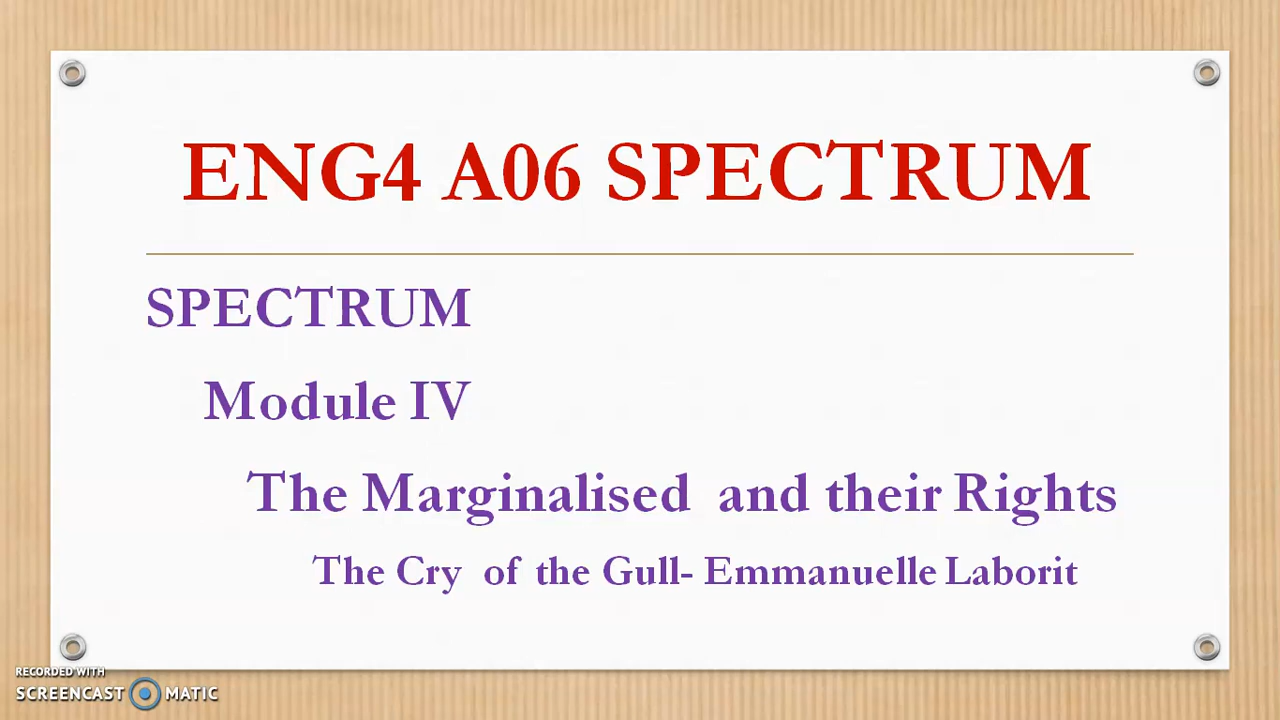 ENG4 A06 SPECTRUM
SPECTRUM
Module IV
The Marginalised and their Rights
The Cry of the Gull- Emmanuelle Laborit
RECORDED WITH
SCREENCAST MATIC